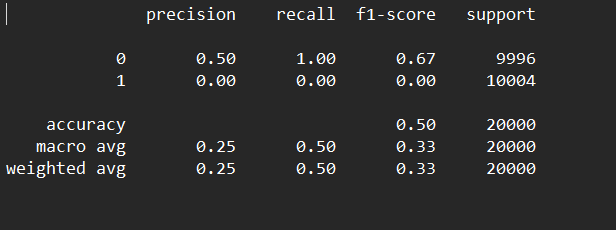 precision recall f1-score support
0 0.50 1.00 0.67 9996
1 0.00 0.00 0.00 10004
accuracy 0.50 20000
macro avg 0.25 0.50 0.33 20000
weighted avg 0.25 0.50 0.33 20000